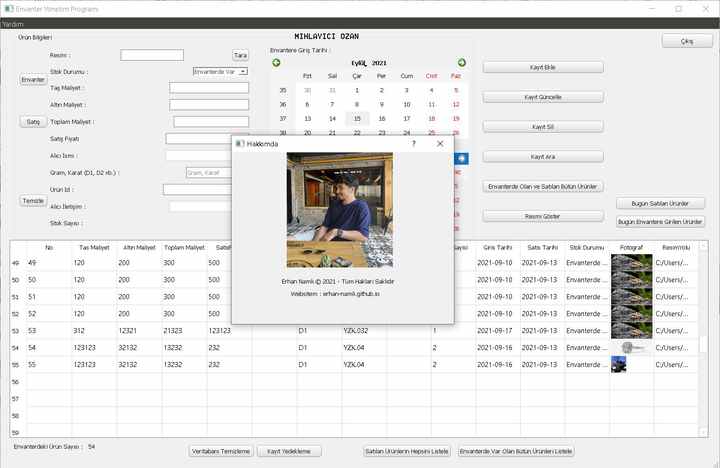 Envanter Yönetim Programı
Yardım
Ürün Bilgileri
MIHLAVICI OZAN
Çıkış
Resmi :
Tara
Envantere Giriş Tarihi :
Stok Durumu :
Envanterde Var
Envanter
Taş Maliyet :
Altın Maliyet :
Satış
Toplam Maliyet :
Satış Fiyatı
Alıcı İsmi :
Gram, Karat (D1, D2 vb.) :
Gram, Karat
Ürün Id :
Temizle
Alıcı İletişim :
Stok Sayısı :
Eylül, 2021
Pzt Sal Çar Per Cum Cmt Paz
35 30 31 1 2 3 4 5
36 6 7 8 9 10 11 12
37 13 14 15 16 17 18 19
38 20 21 22 23 24 25 26
Kayıt Ekle
Kayıt Güncelle
Kayıt Sil
Kayıt Ara
Envanterde Olan ve Satılan Bütün Ürünler
Resmi Göster
Bugün Satılan Ürünler
Bugün Envantere Girilen Ürünler
Hakkımda
?
Erhan Namlı © 2021 - Tüm Hakları Saklıdır
Websitem : erhan-namli.github.io
No Tas Maliyet Altın Maliyet Toplam Maliyet Giris Tarihi Satis Tarihi Stok Durumu Fotograf ResimYolu
49 49 120 200 300 500 2021-09-10 2021-09-13 Envanterde ... C:/Users/...
50 50 120 200 300 500 2021-09-10 2021-09-13 Envanterde ... C:/Users/...
51 51 120 200 300 500 2021-09-10 2021-09-13 Envanterde ... C:/Users/...
52 52 120 200 300 500 2021-09-10 2021-09-13 Envanterde ... C:/Users/...
53 53 312 12321 21323 123123 D1 YZK.032 1 2021-09-17 2021-09-13 Envanterde ... C:/Users/...
54 54 123123 32132 13232 232 D1 YZK.04 2 2021-09-16 2021-09-13 Envanterde ... C:/Users/...
55 55 123123 32132 13232 232 D1 YZK.04 2 2021-09-16 2021-09-13 Envanterde ... C:/Users/...
56
57
58
59
Envanterdeki Ürün Sayısı : 54
Veritabanı Temizleme
Kayıt Yedekleme
Satılan Ürünlerin Hepsini Listele
Envanterde Var Olan Bütün Ürünleri Listele